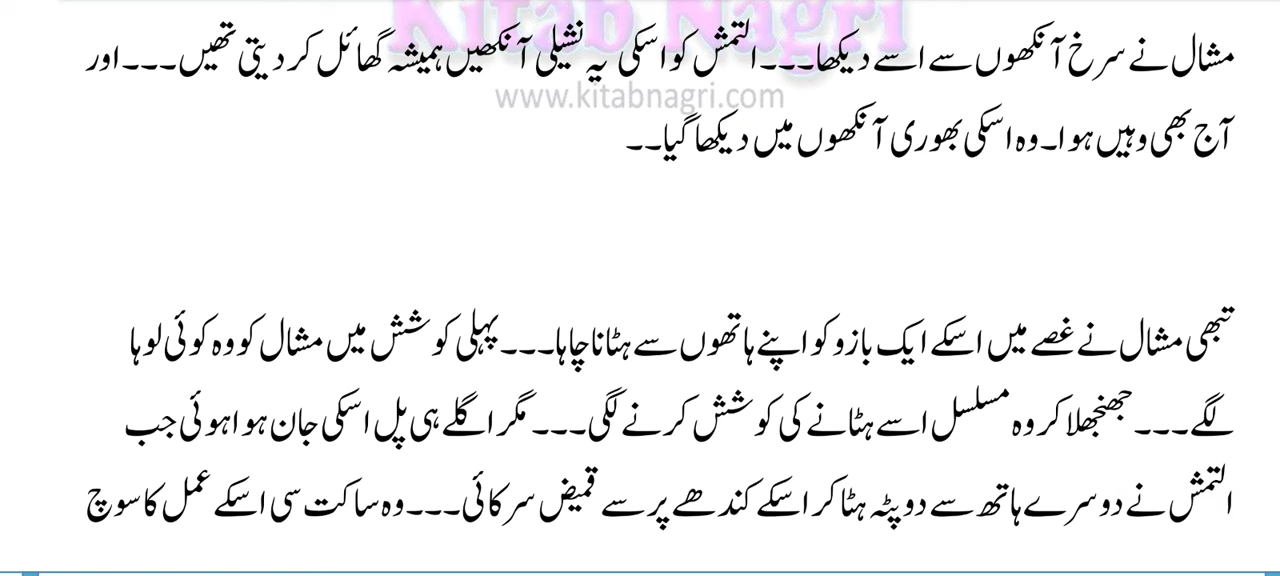 Kitab Nagri
مشال نے سرخ آنکھوں سے اسے دیکھا۔۔۔التمش کو اسکی یہ نشیلی آنکھیں ہمیشہ گھائل کر دیتی تھیں۔۔۔اور
www.kitabnagri.com
آج بھی وہیں ہوا۔وہ اسکی بھوری آنکھوں میں دیکھا گیا۔۔
تبھی مشال نے غصے میں اسکے ایک بازو کو اپنے ہاتھوں سے ہٹانا چاہا۔۔۔پہلی کوشش میں مشال کو وہ کوئی لوہا
لگے۔۔۔جھنجھلا کر وہ مسلسل اسے ہٹانے کی کوشش کرنے لگی۔۔۔مگر اگلے ہی پل اسکی جان ہوا ہوئی جب
التمش نے دوسرے ہاتھ سے دوپٹہ ہٹا کر اسکے کندھے پر سے قمیض سرکائی۔۔۔وہ ساکت سی اسکے عمل کا سوچ